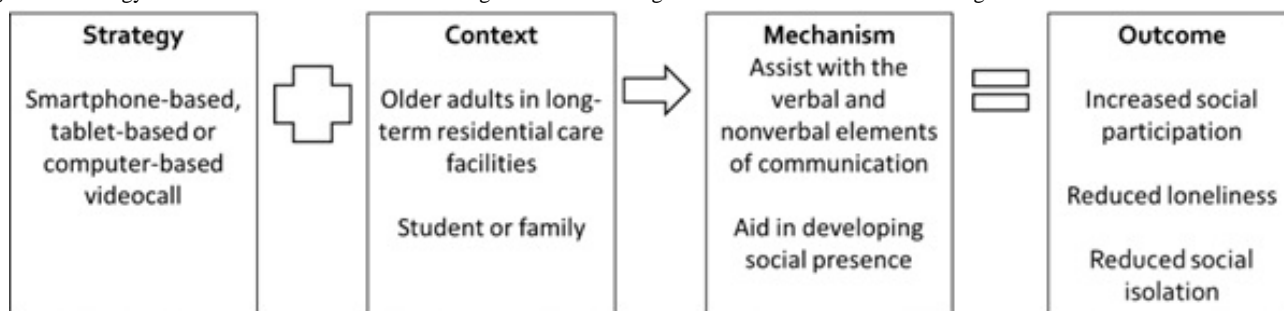 Strategy
Smartphone-based,
tablet-based or
computer-based
videocall
Context
Older adults in long-
term residential care
facilities
Student or family
Mechanism
Assist with the
verbal and
nonverbal elements
of communication
Aid in developing
social presence
Outcome
Increased social
participation
Reduced loneliness
Reduced social
isolation